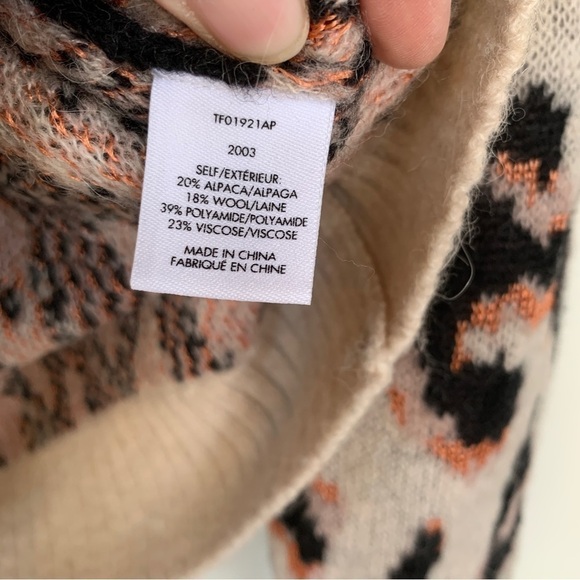 TF01921AP
2003
SELF/EXTÉRIEUR:
20% ALPACA/ALPAGA
18% WOOL/LAINE
39% POLYAMIDE/POLYAMIDE
23% VISCOSE/VISCOSE
MADE IN CHINA
FABRIQUÉ EN CHINE